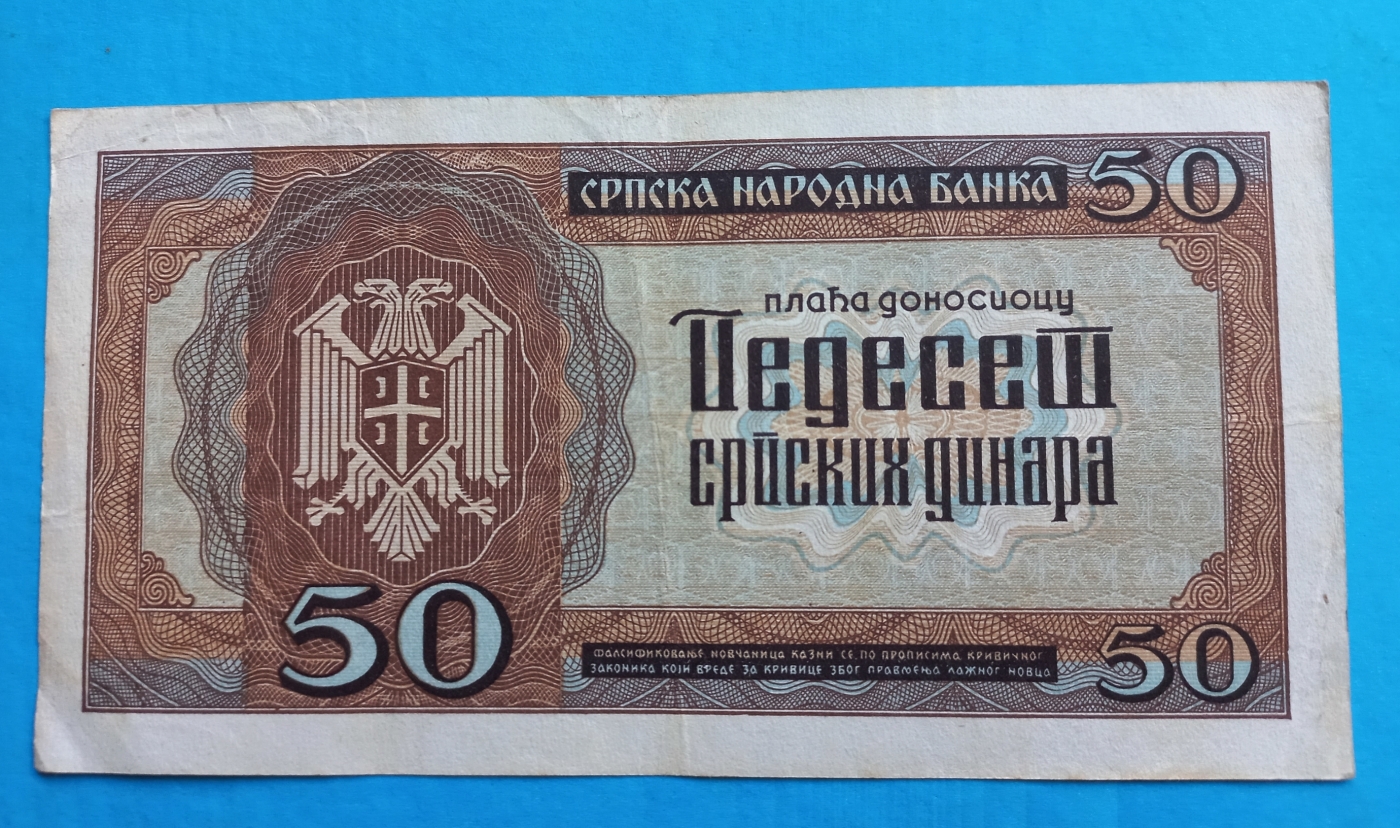 СРПСКА НАРОДНА БАНКА 50
плаћа доносиоцу
Педесет
српских динара
50
50
ФАЛСИФИКОВАЊЕ НОВЧАНИЦА КАЗНИ СЕ ПО ПРОПИСИМА КРИВИЧНОГ
ЗАКОНИКА КОЈИ ВРЕДЕ ЗА КРИВИЦЕ ЗБОГ ПРАВЉЕЊА ЛАЖНОГ НОВЦА